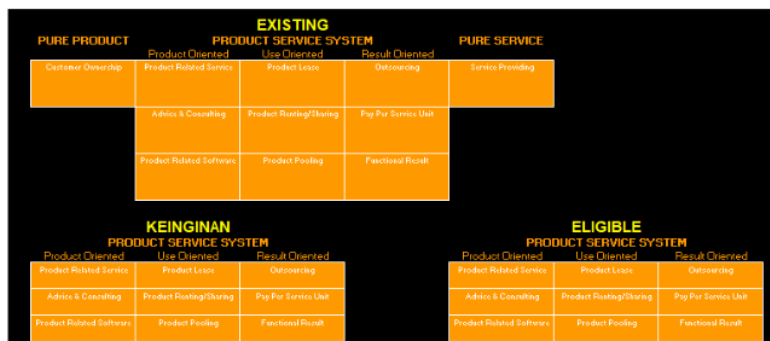 EXISTING
PURE PRODUCT PRODUCT SERVICE SYSTEM PURE SERVICE
Product Oriented Use Oriented Result Oriented
Customer Ownership Product Related Service Product Lease Outsourcing Service Providing
Advice & Consulting Product Renting/Sharing Pay Per Service Unit
Product Related Software Product Pooling Functional Result
KEINGINAN
PRODUCT SERVICE SYSTEM
Product Oriented Use Oriented Result Oriented
Product Related Service Product Lease Outsourcing
Advice & Consulting Product Renting/Sharing Pay Per Service Unit
Product Related Software Product Pooling Functional Result
ELIGIBLE
PRODUCT SERVICE SYSTEM
Product Oriented Use Oriented Result Oriented
Product Related Service Product Lease Outsourcing
Advice & Consulting Product Renting/Sharing Pay Per Service Unit
Product Related Software Product Pooling Functional Result